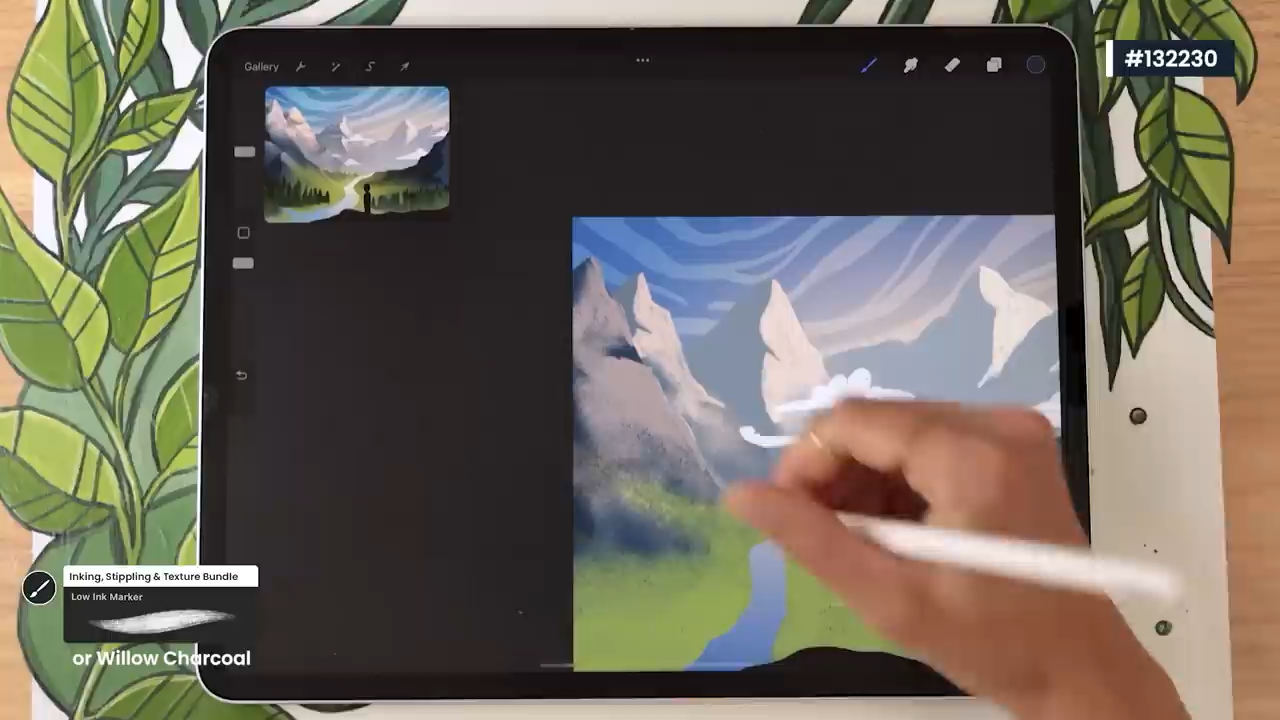 #132230
Gallery
Inking, Stippling & Texture Bundle
Low Ink Marker
or Willow Charcoal